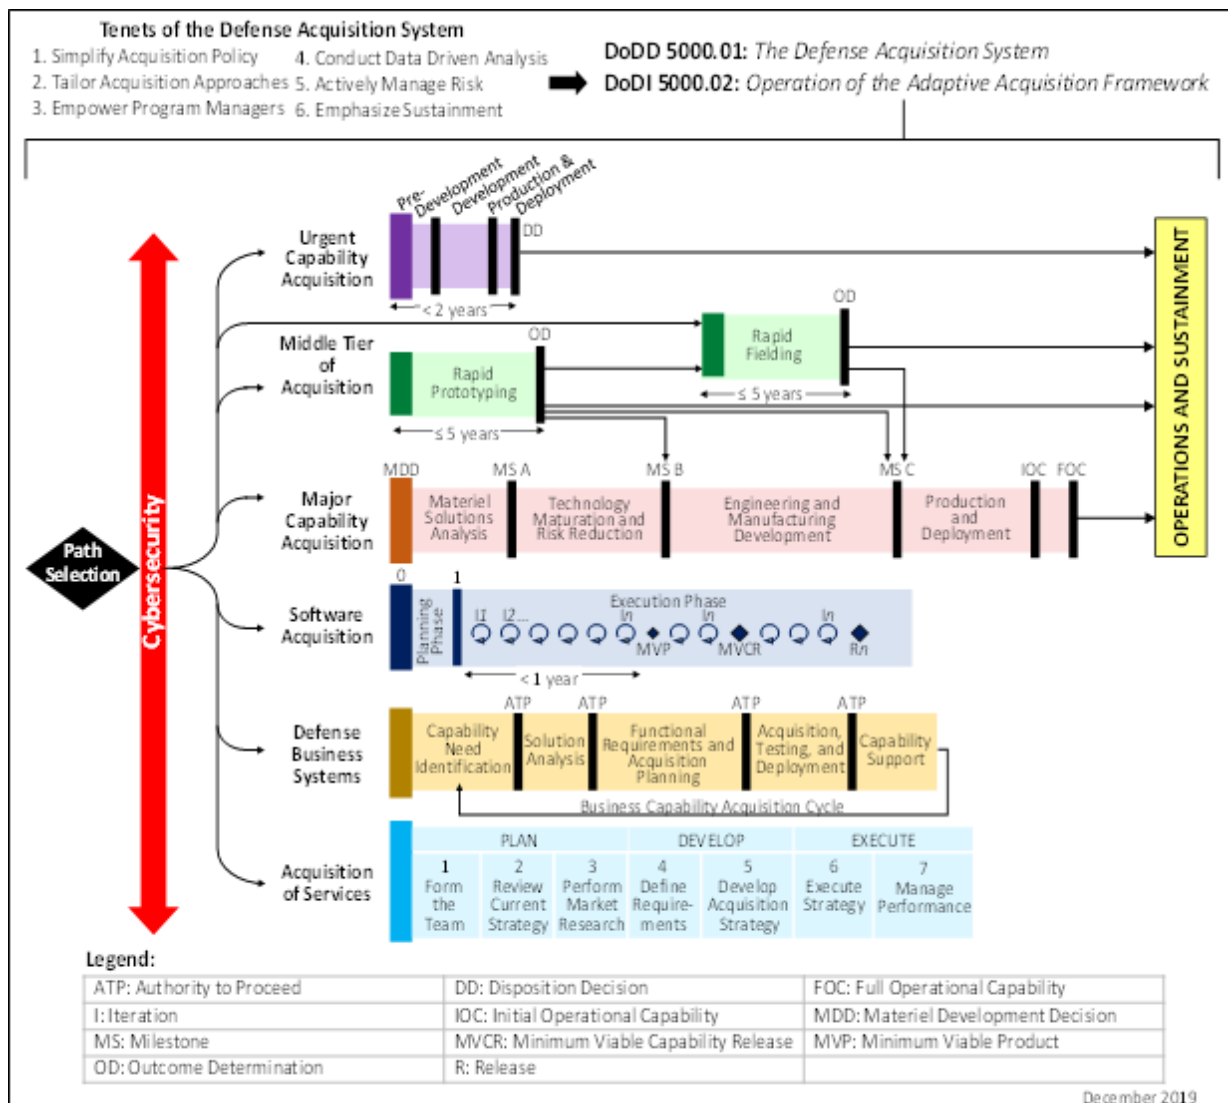 Tenets of the Defense Acquisition System
1. Simplify Acquisition Policy
2. Tailor Acquisition Approaches
3. Empower Program Managers
4. Conduct Data Driven Analysis
5. Actively Manage Risk
6. Emphasize Sustainment
DoDD 5000.01: The Defense Acquisition System
DoDI 5000.02: Operation of the Adaptive Acquisition Framework
Path
Selection
Cybersecurity
OPERATIONS AND SUSTAINMENT
Urgent
Capability
Acquisition
Pre-
Development
Development
Production &
Deployment
DD
< 2 years
Middle Tier
of
Acquisition
Rapid
Prototyping
OD
≤ 5 years
Rapid
Fielding
OD
≤ 5 years
Major
Capability
Acquisition
MDD
MS A
MS B
MS C
IOC
FOC
Materiel
Solutions
Analysis
Technology
Maturation and
Risk Reduction
Engineering and
Manufacturing
Development
Production
and
Deployment
Software
Acquisition
0
1
Planning
Phase
Execution Phase
I1
I2...
In
In
In
MVP
MVCR
Rn
< 1 year
Defense
Business
Systems
ATP
ATP
ATP
ATP
Capability
Need
Identification
Solution
Analysis
Functional
Requirements and
Acquisition
Planning
Acquisition,
Testing, and
Deployment
Capability
Support
Business Capability Acquisition Cycle
Acquisition
of Services
PLAN
DEVELOP
EXECUTE
1
Form
the
Team
2
Review
Current
Strategy
3
Perform
Market
Research
4
Define
Require-
ments
5
Develop
Acquisition
Strategy
6
Execute
Strategy
7
Manage
Performance
Legend:
ATP: Authority to Proceed
DD: Disposition Decision
FOC: Full Operational Capability
I: Iteration
IOC: Initial Operational Capability
MDD: Materiel Development Decision
MS: Milestone
MVCR: Minimum Viable Capability Release
MVP: Minimum Viable Product
OD: Outcome Determination
R: Release
December 2019